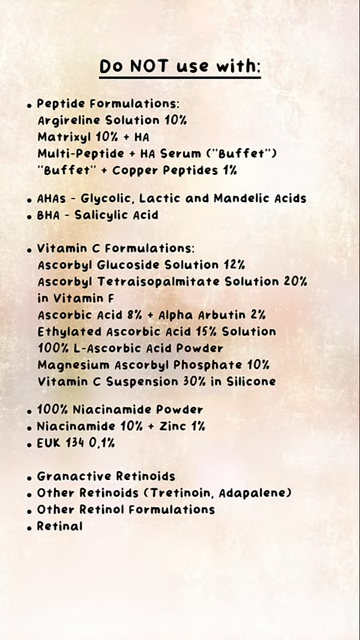 Do NOT use with:
• Peptide Formulations:
Argireline Solution 10%
Matrixyl 10% + HA
Multi-Peptide + HA Serum ("Buffet")
"Buffet" + Copper Peptides 1%
• AHAs - Glycolic, Lactic and Mandelic Acids
• BHA - Salicylic Acid
• Vitamin C Formulations:
Ascorbyl Glucoside Solution 12%
Ascorbyl Tetraisopalmitate Solution 20%
in Vitamin F
Ascorbic Acid 8% + Alpha Arbutin 2%
Ethylated Ascorbic Acid 15% Solution
100% L-Ascorbic Acid Powder
Magnesium Ascorbyl Phosphate 10%
Vitamin C Suspension 30% in Silicone
• 100% Niacinamide Powder
• Niacinamide 10% + Zinc 1%
• EUK 134 0,1%
• Granactive Retinoids
• Other Retinoids (Tretinoin, Adapalene)
• Other Retinol Formulations
• Retinal